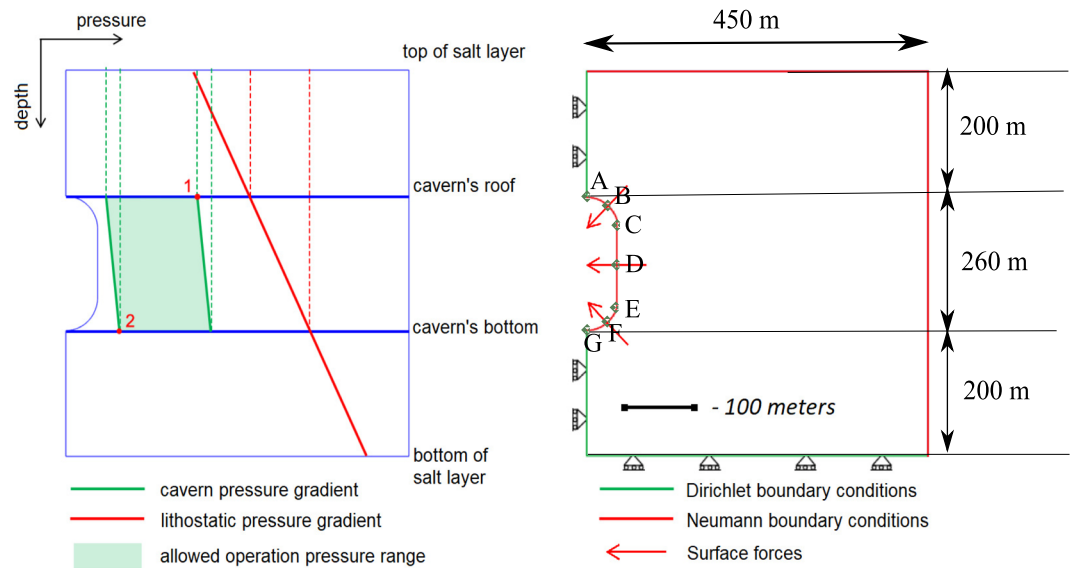 pressure
depth
top of salt layer
1
cavern's roof
2
cavern's bottom
bottom of
salt layer
cavern pressure gradient
lithostatic pressure gradient
allowed operation pressure range
450 m
200 m
A
B
C
D
260 m
E
F
G
200 m
- 100 meters
Dirichlet boundary conditions
Neumann boundary conditions
Surface forces